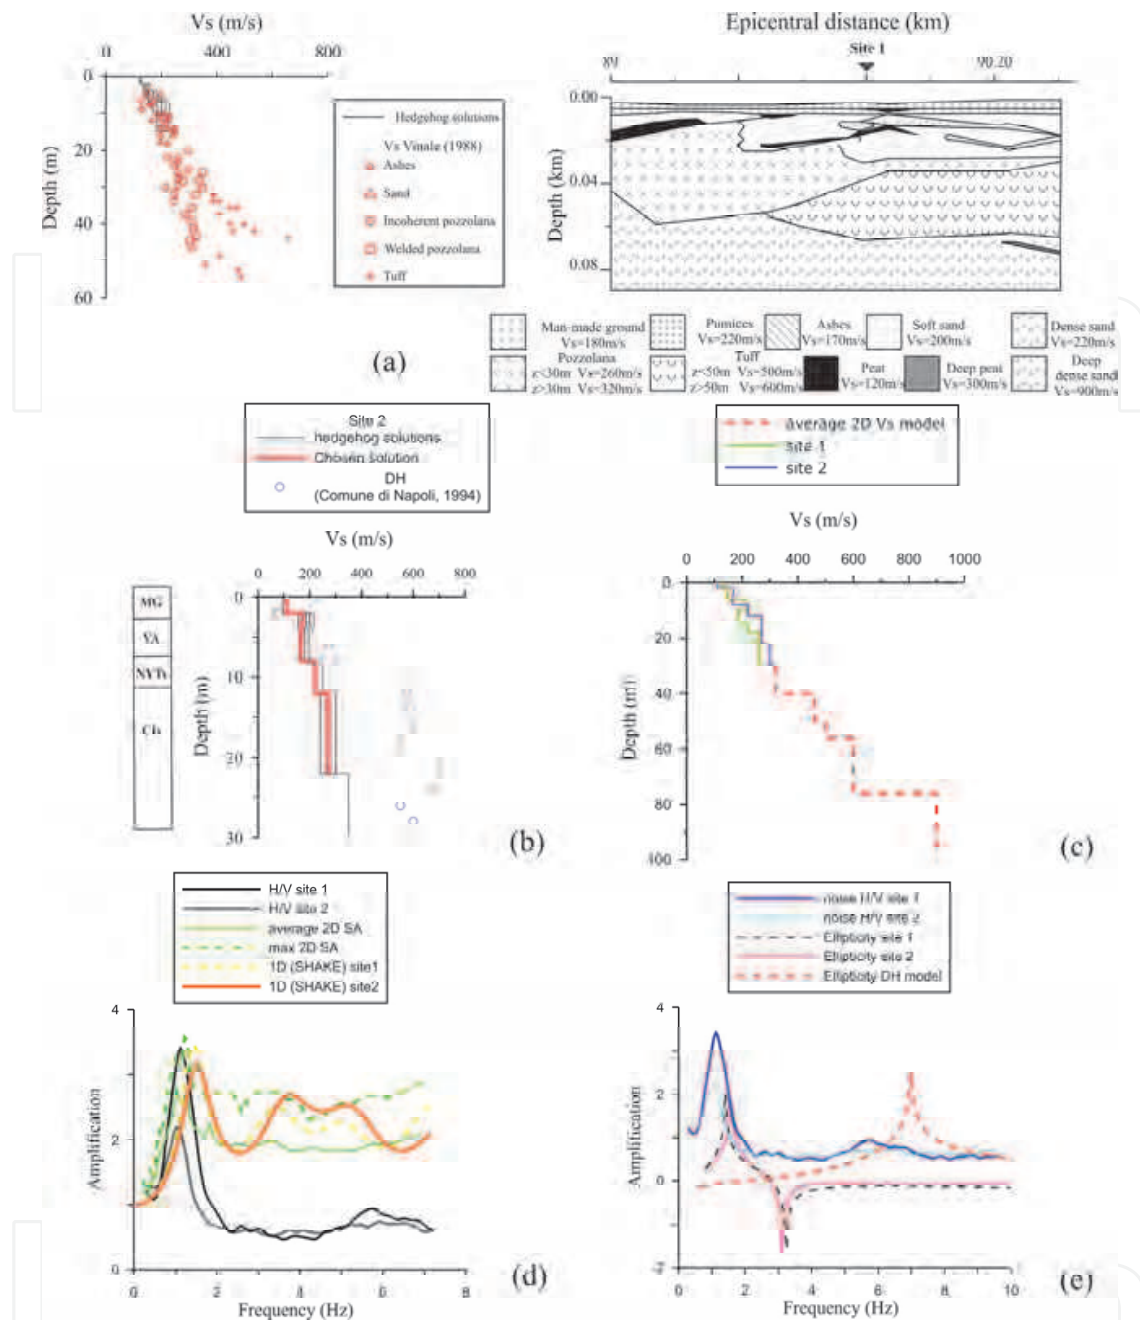 Vs (m/s)
0 400 800
0
20
40
60
Depth (m)
Hedgehog solutions
Vs Vinale (1988)
Ashes
Sand
Incoherent pozzolana
Welded pozzolana
Tuff
(a)
Epicentral distance (km)
Site 1
90.20
0.00
0.04
0.08
Depth (km)
Man-made ground
Vs=180m/s
Pumices
Vs=220m/s
Ashes
Vs=170m/s
Soft sand
Vs=200m/s
Dense sand
Vs=220m/s
Pozzolana
z<30m Vs=260m/s
z>30m Vs=320m/s
Tuff
z<50m Vs=500m/s
z>50m Vs=600m/s
Peat
Vs=120m/s
Deep peat
Vs=300m/s
Deep
dense sand
Vs=900m/s
Site 2
hedgehog solutions
Chosen solution
DH
(Comune di Napoli, 1994)
Vs (m/s)
0 200 400 600 800
0
10
20
30
Depth (m)
MG
(b)
average 2D Vs model
site 1
site 2
Vs (m/s)
0 200 400 600 800 1000
0
20
40
60
80
Depth (m)
(c)
H/V site 1
H/V site 2
average 2D SA
max 2D SA
1D (SHAKE) site1
1D (SHAKE) site2
4
2
0
Amplification
0 2 4 6 8
Frequency (Hz)
(d)
noise H/V site 1
noise H/V site 2
Ellipticity site 1
Ellipticity site 2
Ellipticity DH model
4
2
0
-2
Amplification
0 2 4 6 8 10
Frequency (Hz)
(e)